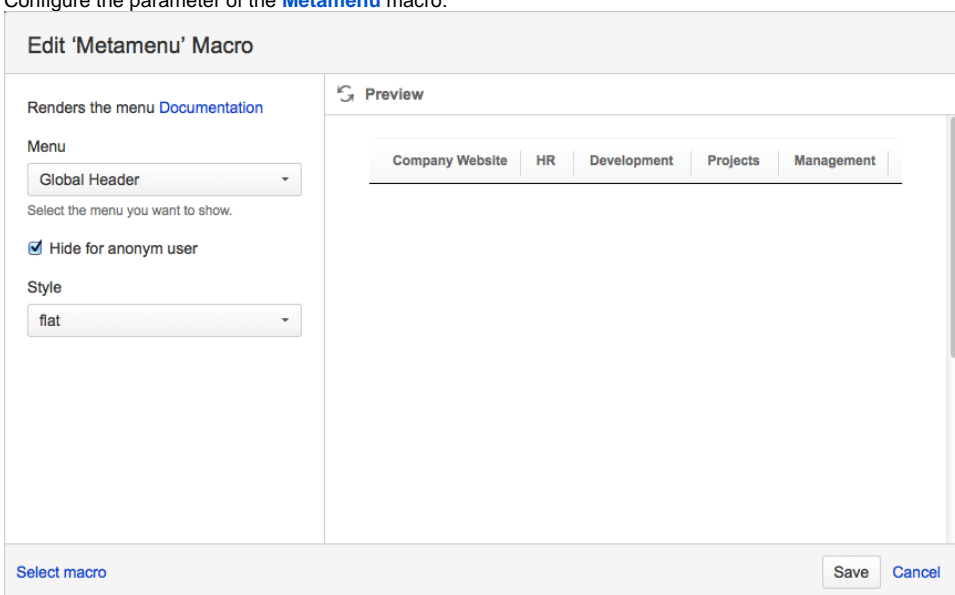 Configure the parameter of the Metamenu macro.
Edit ‘Metamenu’ Macro
Renders the menu Documentation
Menu
Global Header
Select the menu you want to show.
Hide for anonym user
Style
flat
Preview
Company Website HR Development Projects Management
Select macro
Save Cancel